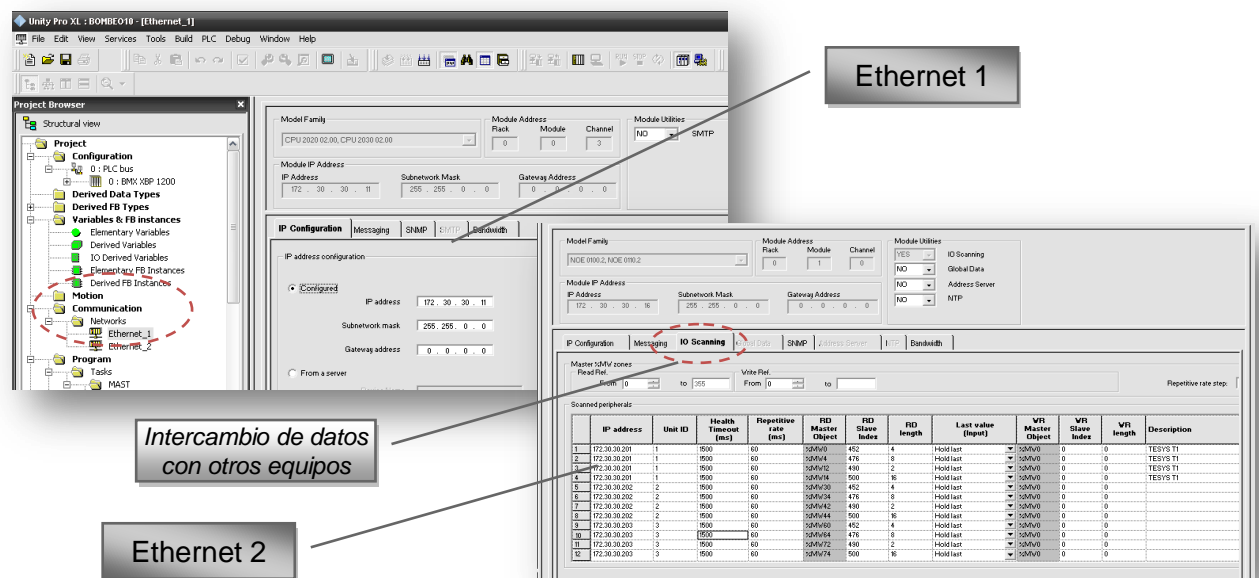 Unity Pro XL : BOMBEO10 - [Ethernet_1]
File Edit View Services Tools Build PLC Debug Window Help
Project Browser
Structural view
Project
Configuration
0 : PLC bus
0 : BMX XBP 1200
Derived Data Types
Derived FB Types
Variables & FB instances
Elementary Variables
Derived Variables
IO Derived Variables
Elementary FB Instances
Derived FB Instances
Motion
Communication
Networks
Ethernet_1
Ethernet_2
Program
Tasks
MAST
Model Family
CPU 2020 02.00, CPU 2030 02.00
Module Address
Rack Module Channel
0 0 3
Module Utilities
NO SMTP
Module IP Address
IP Address Subnetwork Mask Gateway Address
172 . 30 . 30 . 11 255 . 255 . 0 . 0 0 . 0 . 0 . 0
IP Configuration Messaging SNMP SMTP Bandwidth
IP address configuration
Configured
IP address 172 . 30 . 30 . 11
Subnetwork mask 255. 255. 0 . 0
Gateway address 0 . 0 . 0 . 0
From a server
Ethernet 1
Model Family
NOE 0100.2, NOE 0110.2
Module Address
Rack Module Channel
0 1 0
Module Utilities
YES IO Scanning
NO Global Data
NO Address Server
NO NTP
Module IP Address
IP Address Subnetwork Mask Gateway Address
172 . 30 . 30 . 16 255 . 255 . 0 . 0 0 . 0 . 0 . 0
IP Configuration Messaging IO Scanning Global Data SNMP Address Server NTP Bandwidth
Master %MW zones
Read Ref. Write Ref.
From 0 to 355 From 0 to Repetitive rate step:
Scanned peripherals
IP address Unit ID Health Timeout (ms) Repetitive rate (ms) RD Master Object RD Slave Index RD length Last value (Input) WR Master Object WR Slave Index WR length Description
1 172.30.30.201 1 1500 60 %MW0 452 4 Hold last %MW0 0 0 TESYS T1
2 172.30.30.201 1 1500 60 %MW4 476 8 Hold last %MW0 0 0 TESYS T1
3 172.30.30.201 1 1500 60 %MW12 490 2 Hold last %MW0 0 0 TESYS T1
4 172.30.30.201 1 1500 60 %MW14 500 16 Hold last %MW0 0 0 TESYS T1
5 172.30.30.202 2 1500 60 %MW30 452 4 Hold last %MW0 0 0
6 172.30.30.202 2 1500 60 %MW34 476 8 Hold last %MW0 0 0
7 172.30.30.202 2 1500 60 %MW42 490 2 Hold last %MW0 0 0
8 172.30.30.202 2 1500 60 %MW44 500 16 Hold last %MW0 0 0
9 172.30.30.203 3 1500 60 %MW60 452 4 Hold last %MW0 0 0
10 172.30.30.203 3 1500 60 %MW64 476 8 Hold last %MW0 0 0
11 172.30.30.203 3 1500 60 %MW72 490 2 Hold last %MW0 0 0
12 172.30.30.203 3 1500 60 %MW74 500 16 Hold last %MW0 0 0
Intercambio de datos
con otros equipos
Ethernet 2